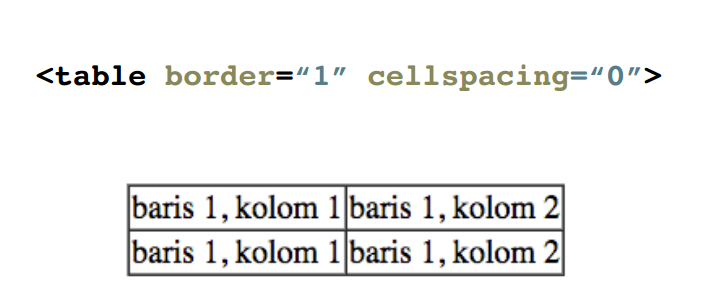 <table border=“1” cellspacing=“0”>
baris 1, kolom 1 baris 1, kolom 2
baris 1, kolom 1 baris 1, kolom 2